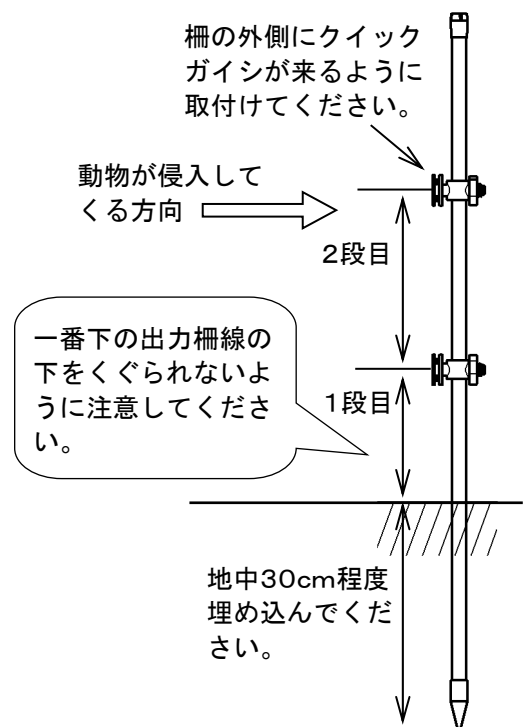 柵の外側にクイック
ガイシが来るように
取付けてください。
動物が侵入して
くる方向
2段目
一番下の出力柵線の
下をくぐられないよ
うに注意してくださ
い。
1段目
地中30cm程度
埋め込んでくだ
さい。